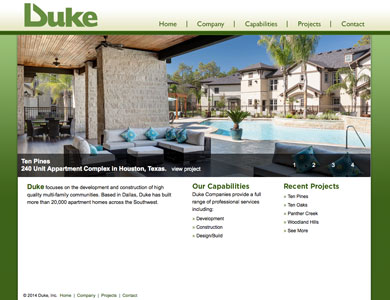 Duke
Home | Company | Capabilities | Projects | Contact
Ten Pines
240 Unit Appartment Complex in Houston, Texas. view project
1 2 3 4
Duke focuses on the development and construction of high
quality multi-family communities. Based in Dallas, Duke has built
more than 20,000 apartment homes across the Southwest.
Our Capabilities
Duke Companies provide a full
range of professional services
including:
» Development
» Construction
» Design/Build
Recent Projects
» Ten Pines
» Ten Oaks
» Panther Creek
» Woodland Hills
» See More
© 2014 Duke, Inc. Home | Company | Projects | Contact